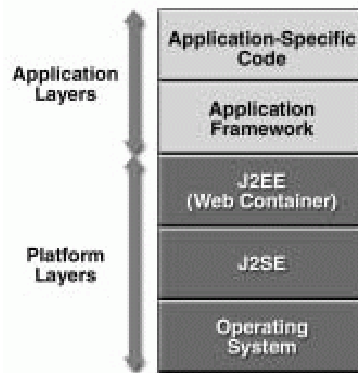 Application
Layers
Platform
Layers
Application-Specific
Code
Application
Framework
J2EE
(Web Container)
J2SE
Operating
System